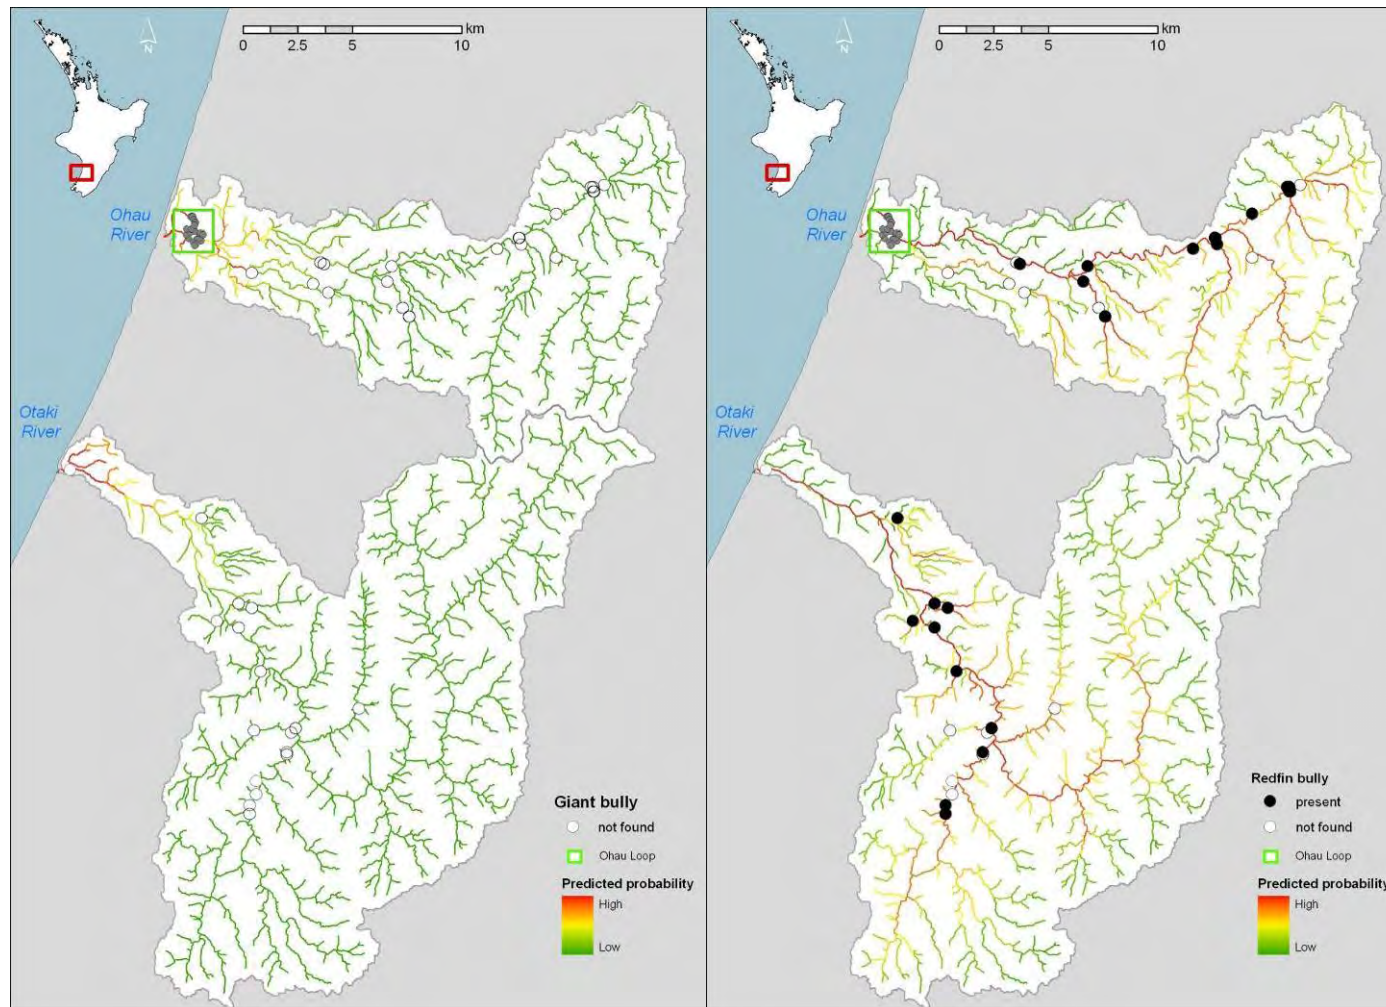 N
0 2.5 5 10 km
Ohau
River
Otaki
River
Giant bully
not found
Ohau Loop
Predicted probability
High
Low
N
0 2.5 5 10 km
Ohau
River
Otaki
River
Redfin bully
present
not found
Ohau Loop
Predicted probability
High
Low